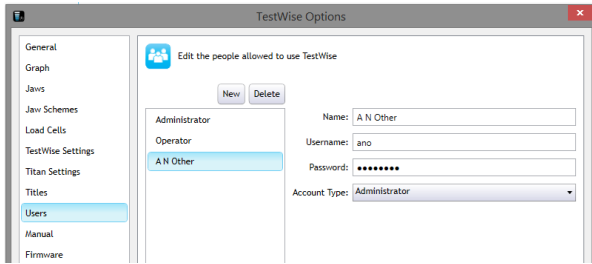 TestWise Options
General
Graph
Jaws
Jaw Schemes
Load Cells
TestWise Settings
Titan Settings
Titles
Users
Manual
Firmware
Edit the people allowed to use TestWise
New Delete
Administrator
Operator
A N Other
Name: A N Other
Username: ano
Password: ●●●●●●●●
Account Type: Administrator